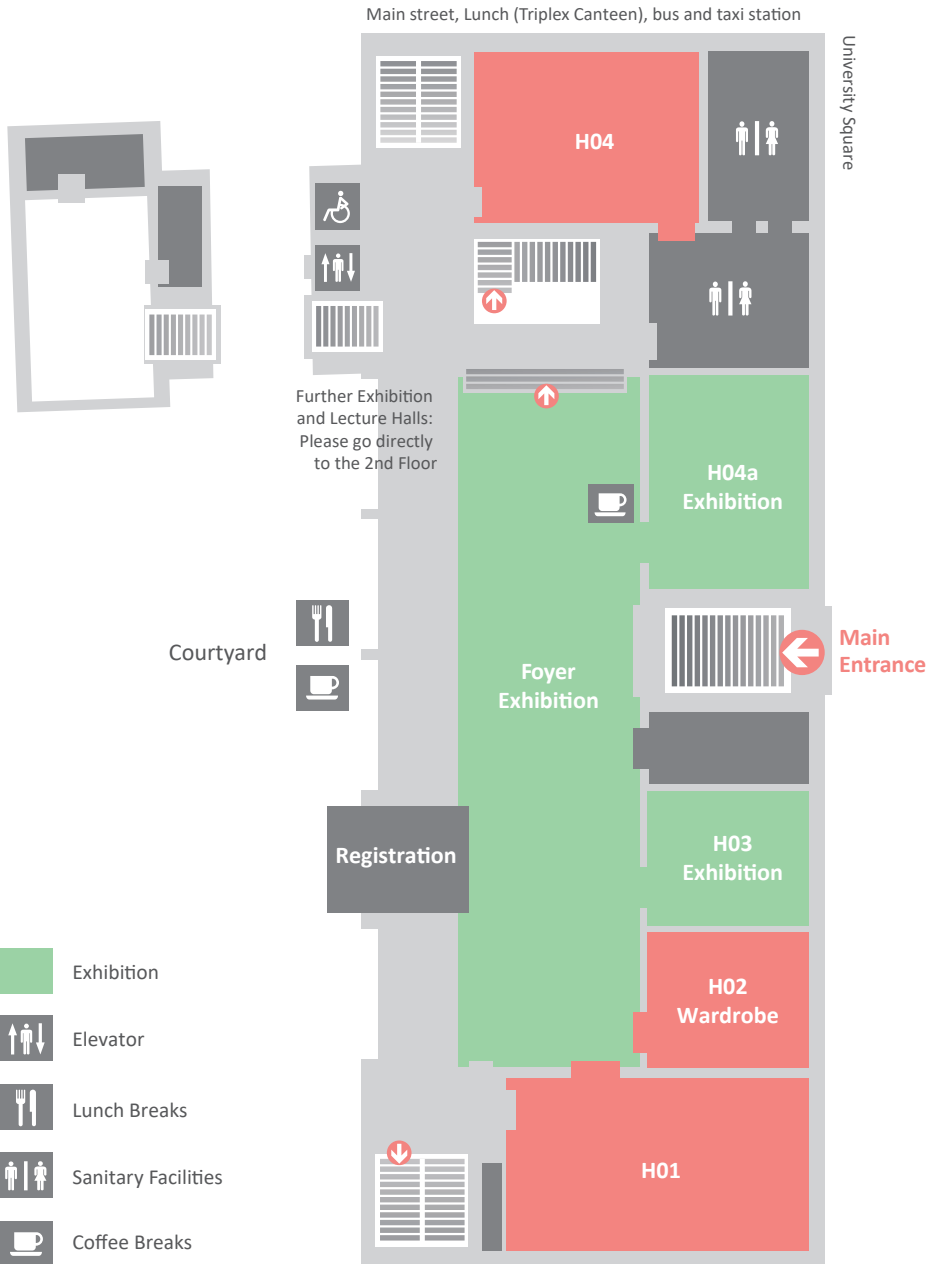 Main street, Lunch (Triplex Canteen), bus and taxi station
University Square
H04
Further Exhibition
and Lecture Halls:
Please go directly
to the 2nd Floor
H04a
Exhibition
Courtyard
Foyer
Exhibition
Main
Entrance
Registration
H03
Exhibition
H02
Wardrobe
H01
Exhibition
Elevator
Lunch Breaks
Sanitary Facilities
Coffee Breaks